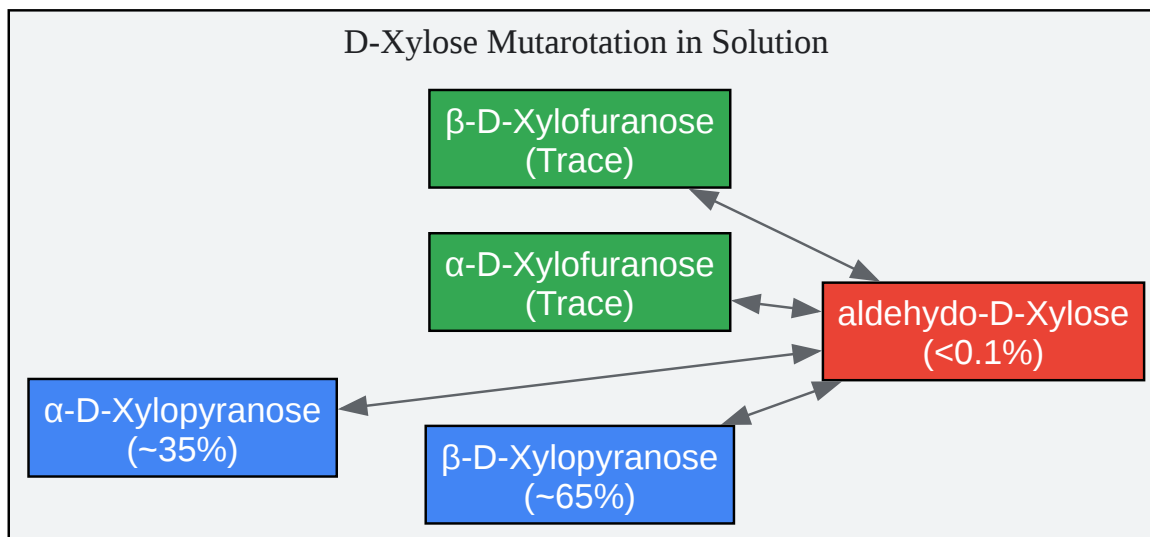 D-Xylose Mutarotation in Solution
β-D-Xylofuranose
(Trace)
α-D-Xylofuranose
(Trace)
aldehydo-D-Xylose
(<0.1%)
α-D-Xylopyranose
(~35%)
β-D-Xylopyranose
(~65%)